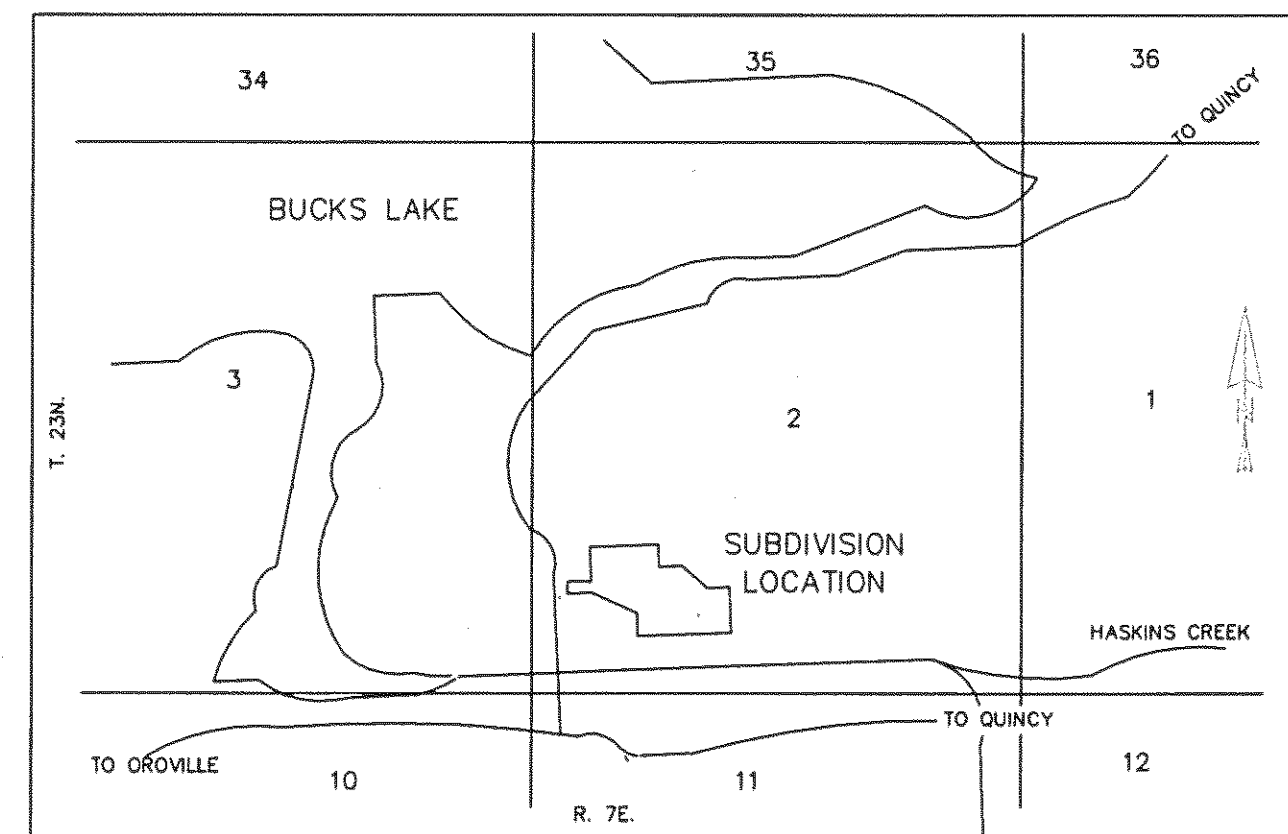 34
35
36
TO QUINCY
BUCKS LAKE
3
2
1
T. 23N.
N
SUBDIVISION
LOCATION
HASKINS CREEK
TO QUINCY
TO OROVILLE
10
11
12
R. 7E.